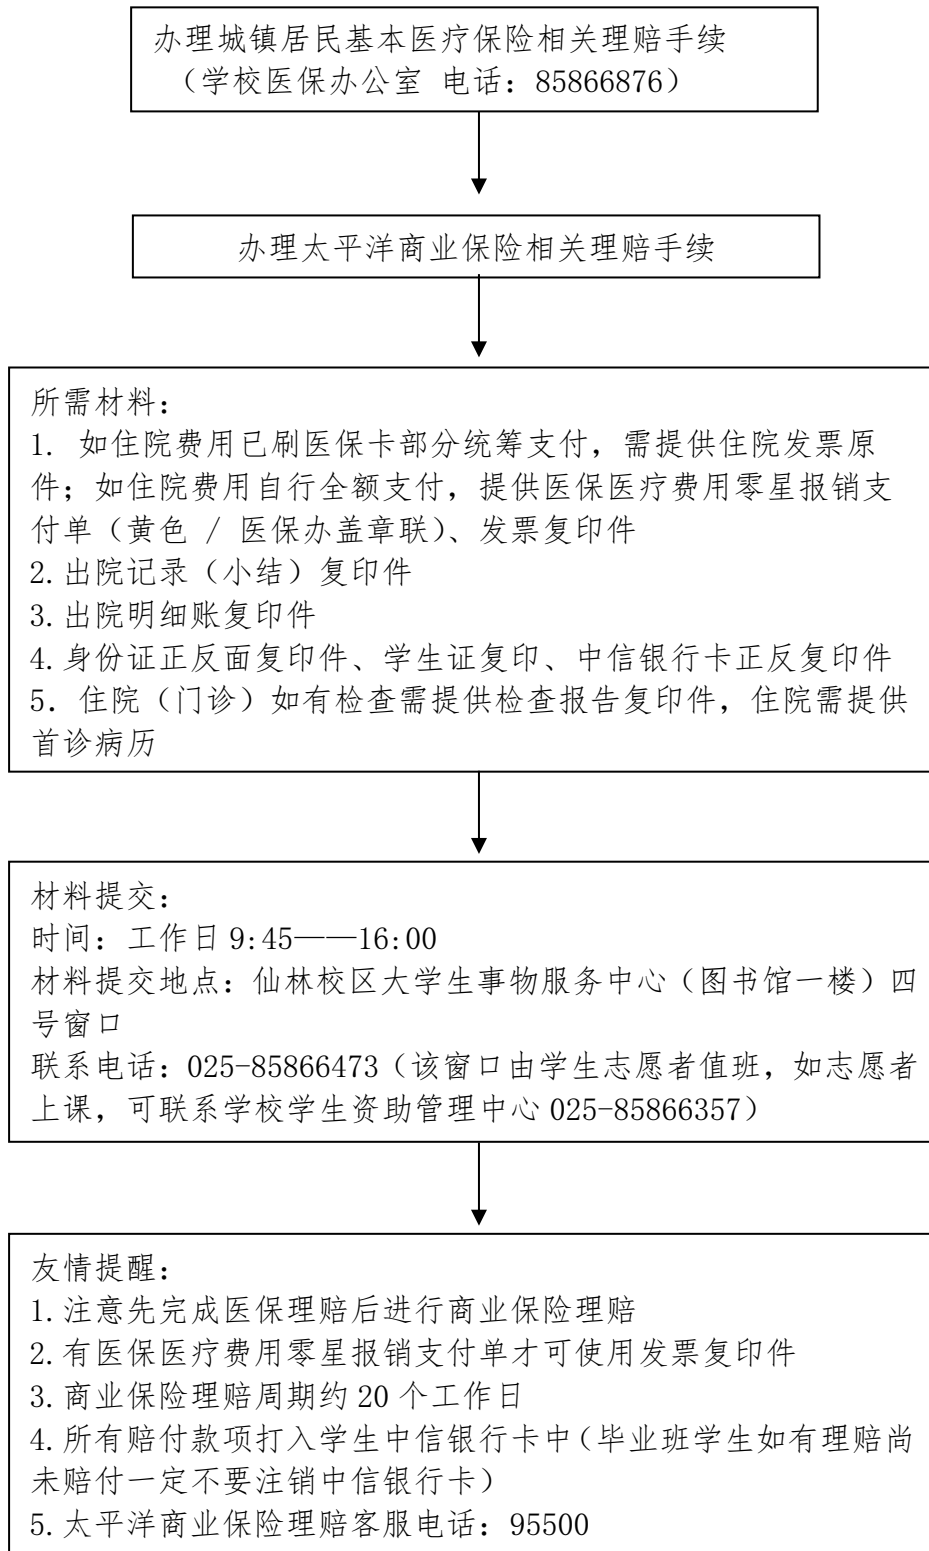 办理城镇居民基本医疗保险相关理赔手续
（学校医保办公室 电话：85866876）
办理太平洋商业保险相关理赔手续
所需材料：
1. 如住院费用已刷医保卡部分统筹支付，需提供住院发票原
件；如住院费用自行全额支付，提供医保医疗费用零星报销支
付单（黄色 / 医保办盖章联）、发票复印件
2.出院记录（小结）复印件
3.出院明细账复印件
4.身份证正反面复印件、学生证复印、中信银行卡正反复印件
5. 住院（门诊）如有检查需提供检查报告复印件，住院需提供
首诊病历
材料提交：
时间：工作日 9:45——16:00
材料提交地点：仙林校区大学生事物服务中心（图书馆一楼）四
号窗口
联系电话：025-85866473（该窗口由学生志愿者值班，如志愿者
上课，可联系学校学生资助管理中心 025-85866357）
友情提醒：
1.注意先完成医保理赔后进行商业保险理赔
2.有医保医疗费用零星报销支付单才可使用发票复印件
3.商业保险理赔周期约 20 个工作日
4.所有赔付款项打入学生中信银行卡中(毕业班学生如有理赔尚
未赔付一定不要注销中信银行卡）
5.太平洋商业保险理赔客服电话：95500